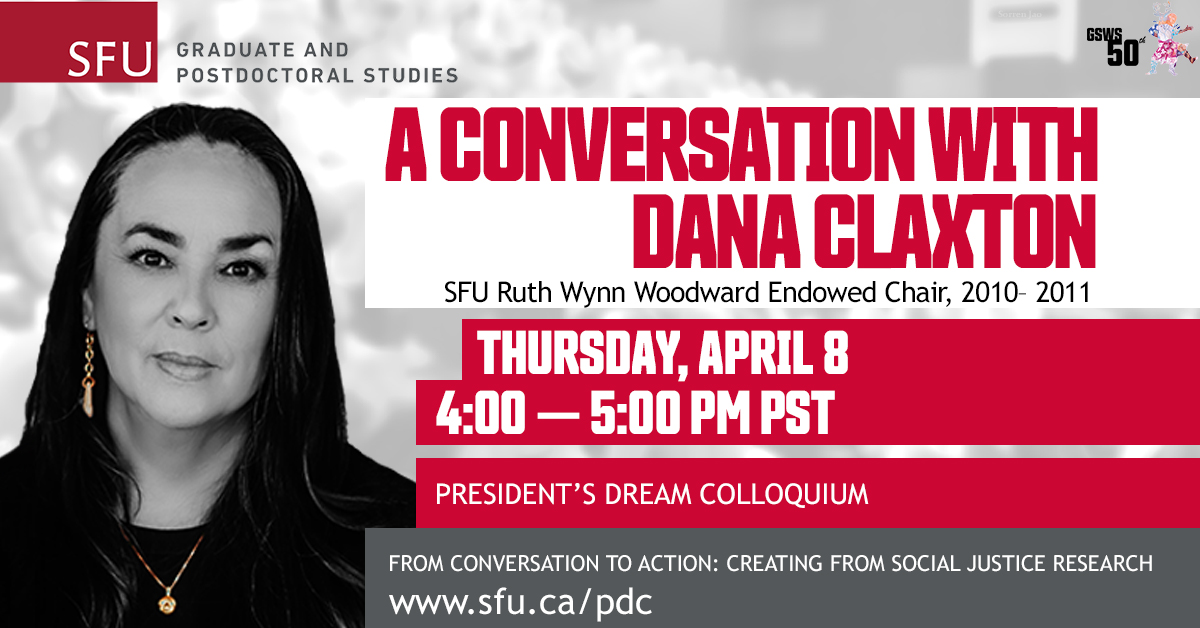 SFU
GRADUATE AND
POSTDOCTORAL STUDIES
GSWS
50th
A CONVERSATION WITH
DANA CLAXTON
SFU Ruth Wynn Woodward Endowed Chair, 2010– 2011
THURSDAY, APRIL 8
4:00 — 5:00 PM PST
PRESIDENT'S DREAM COLLOQUIUM
FROM CONVERSATION TO ACTION: CREATING FROM SOCIAL JUSTICE RESEARCH
www.sfu.ca/pdc